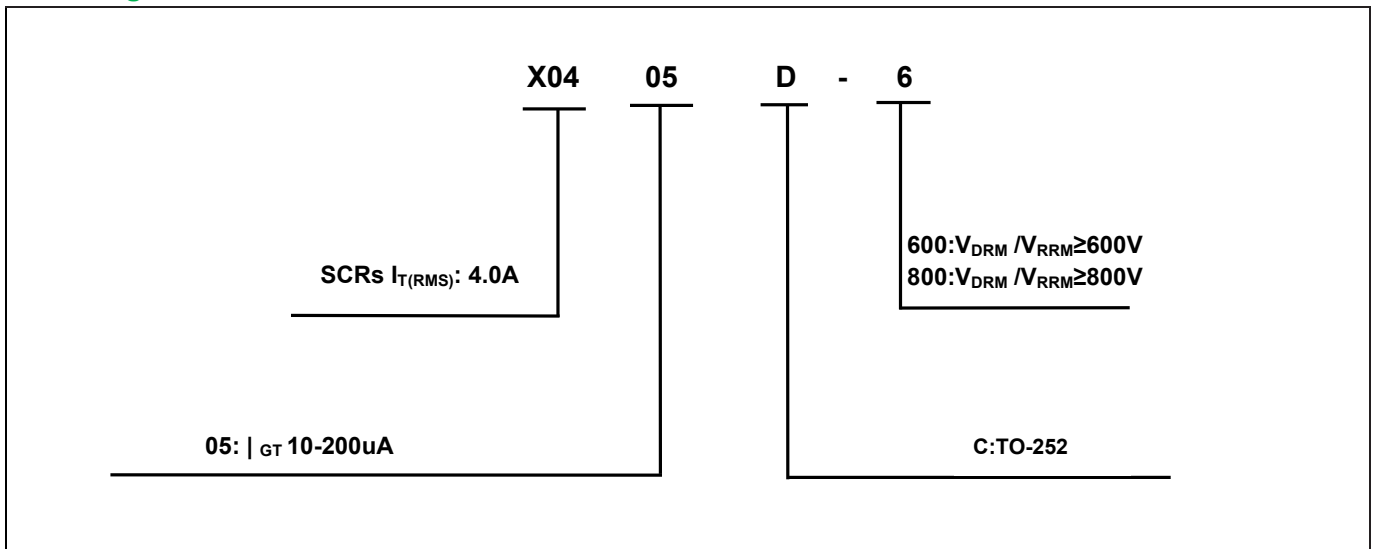 X04 05 D - 6
600:VDRM /VRRM≥600V
800:VDRM /VRRM≥800V
SCRs IT(RMS): 4.0A
05: | GT 10-200uA
C:TO-252